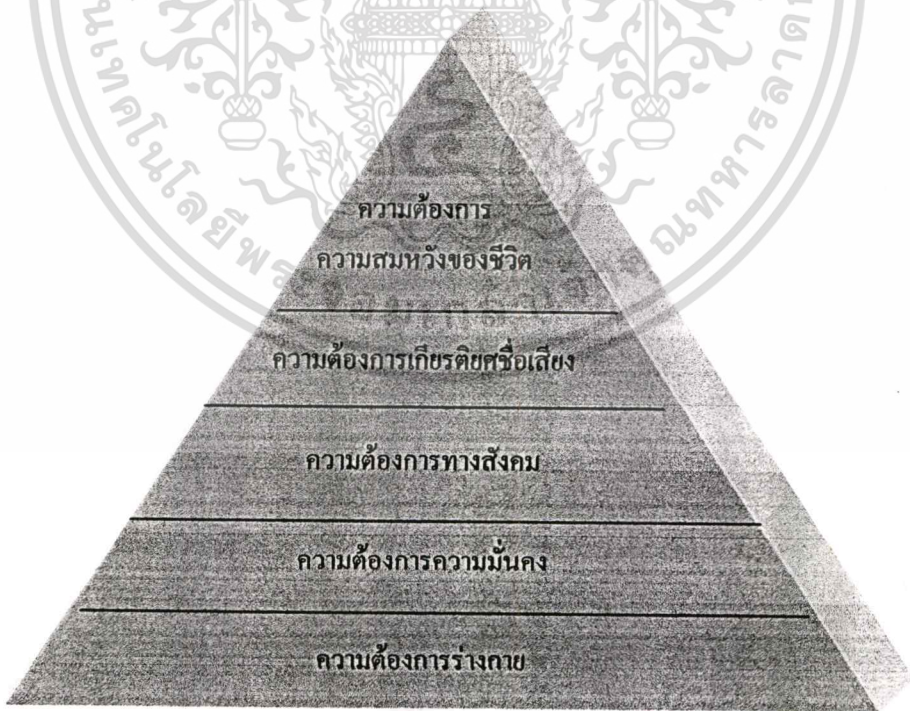 ความต้องการ
ความสมหวังของชีวิต
ความต้องการเกียรติยศชื่อเสียง
ความต้องการทางสังคม
ความต้องการความมั่นคง
ความต้องการร่างกาย